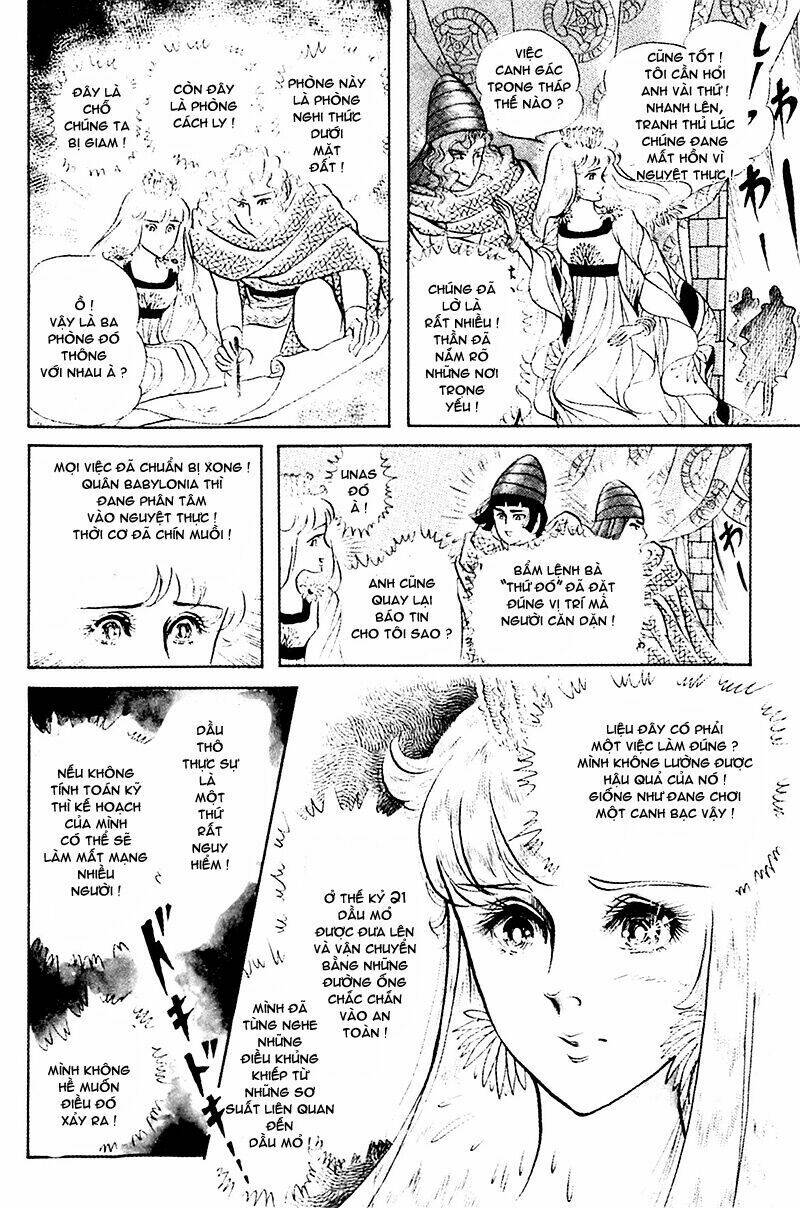 わー
わー
CŨNG TỐT !
TÔI CẦN HỎI
ANH VÀI THỨ !
NHANH LÊN,
TRANH THỦ LÚC
CHÚNG ĐANG
MẤT HỒN VÌ
NGUYỆT THỰC !
VIỆC
CANH GÁC
TRONG THÁP
THẾ NÀO ?
CHÚNG ĐÃ
LỜ LÀ
RẤT NHIỀU !
THẦN ĐÃ
NẮM RÕ
NHỮNG NƠI
TRỌNG
YẾU !
PHÒNG NÀY
LÀ PHÒNG
NGHI THỨC
DƯỚI
MẶT
ĐẤT !
CÒN ĐÂY
LÀ PHÒNG
CÁCH LY !
ĐÂY LÀ
CHỖ
CHÚNG TA
BỊ GIAM !
Ồ !
VẬY LÀ BA
PHÒNG ĐÓ
THÔNG
VỚI NHAU À ?
わー
BẨM LỆNH BÀ
"THỨ ĐÓ" ĐÃ ĐẶT
ĐÚNG VỊ TRÍ MÀ
NGƯỜI CĂN DẶN !
UNAS
ĐÓ
À !
ANH CŨNG
QUAY LẠI
BÁO TIN
CHO TÔI SAO ?
MỌI VIỆC ĐÃ CHUẨN BỊ XONG !
QUÂN BABYLONIA THÌ
ĐANG PHÂN TÂM
VÀO NGUYỆT THỰC !
THỜI CƠ ĐÃ CHÍN MUỒI !
LIỆU ĐÂY CÓ PHẢI
MỘT VIỆC LÀM ĐÚNG ?
MÌNH KHÔNG LƯỜNG ĐƯỢC
HẬU QUẢ CỦA NÓ !
GIỐNG NHƯ ĐANG CHƠI
MỘT CANH BẠC VẬY !
Ở THẾ KỶ 21
DẦU MỎ
ĐƯỢC ĐƯA LÊN
VÀ VẬN CHUYỂN
BẰNG NHỮNG
ĐƯỜNG ỐNG
CHẮC CHẮN
VÀO AN
TOÀN !
MÌNH ĐÃ
TỪNG NGHE
NHỮNG
ĐIỀU KHỦNG
KHIẾP TỪ
NHỮNG SƠ
SUẤT LIÊN QUAN
ĐẾN
DẦU MỎ !
DẦU
THÔ
THỰC SỰ
LÀ
MỘT
THỨ
RẤT
NGUY
HIỂM !
NẾU KHÔNG
TÍNH TOÁN KỸ
THÌ KẾ HOẠCH
CỦA MÌNH
CÓ THỂ SẼ
LÀM MẤT MẠNG
NHIỀU
NGƯỜI !
ドキドキ
MÌNH KHÔNG
HỀ MUỐN
ĐIỀU ĐÓ
XẢY RA !